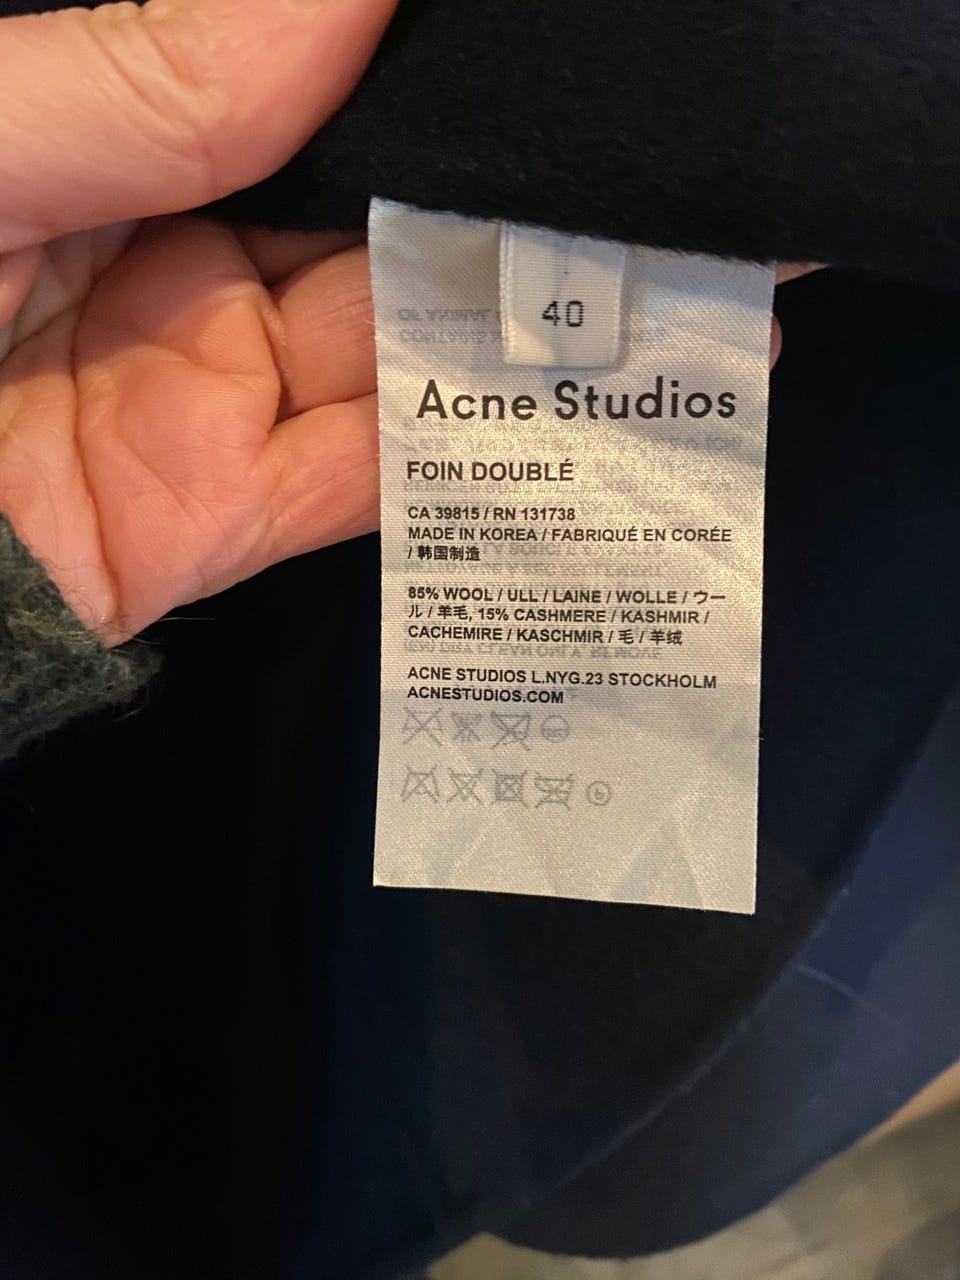 40
Acne Studios
FOIN DOUBLÉ
CA 39815 / RN 131738
MADE IN KOREA / FABRIQUÉ EN CORÉE
/ 韩国制造
85% WOOL / ULL / LAINE / WOLLE / ウー
ル / 羊毛, 15% CASHMERE / KASHMIR /
CACHEMIRE / KASCHMIR / 毛 / 羊绒
ACNE STUDIOS L.NYG.23 STOCKHOLM
ACNESTUDIOS.COM